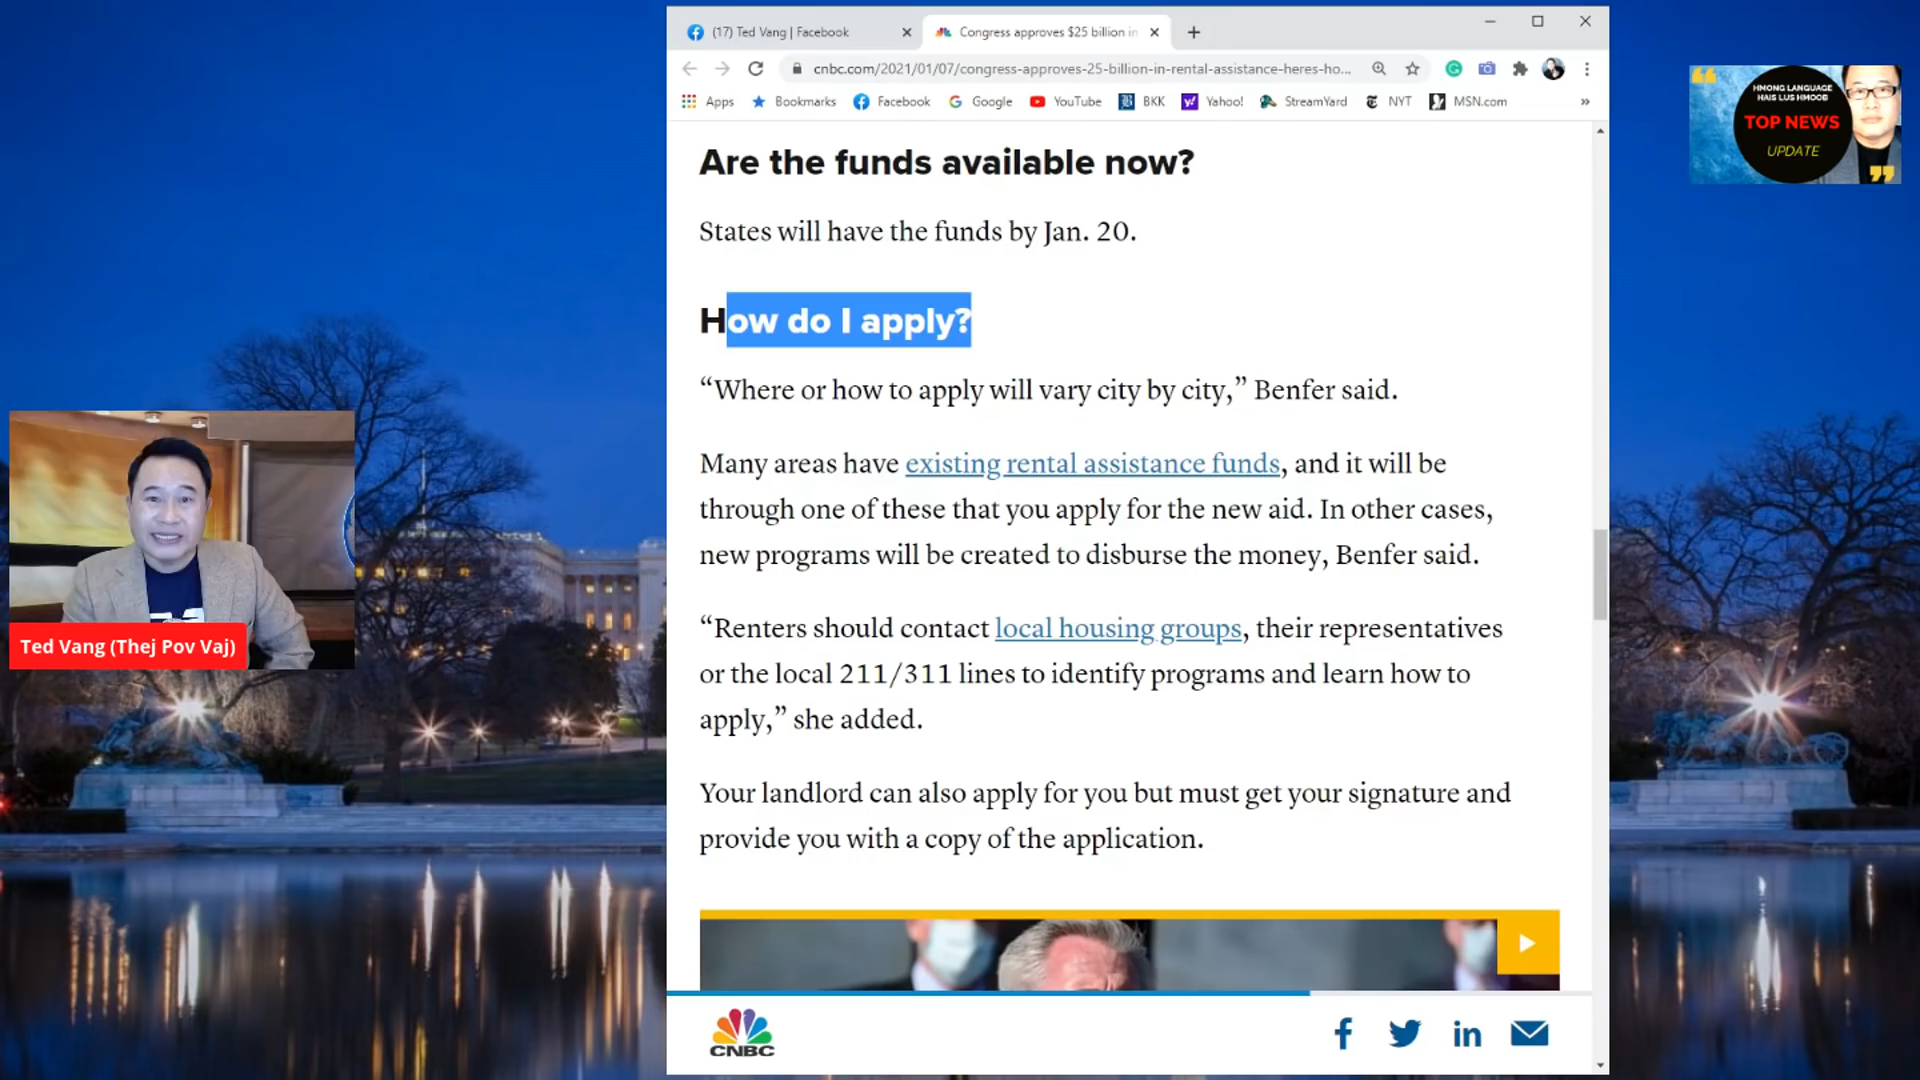 (17) Ted Vang | Facebook
Congress approves $25 billion in
cnbc.com/2021/01/07/congress-approves-25-billion-in-rental-assistance-heres-ho...
Apps
Bookmarks
Facebook
Google
YouTube
BKK
Yahoo!
StreamYard
NYT
MSN.com
»
Are the funds available now?
States will have the funds by Jan. 20.
How do I apply?
“Where or how to apply will vary city by city,” Benfer said.
Many areas have existing rental assistance funds, and it will be
through one of these that you apply for the new aid. In other cases,
new programs will be created to disburse the money, Benfer said.
“Renters should contact local housing groups, their representatives
or the local 211/311 lines to identify programs and learn how to
apply,” she added.
Your landlord can also apply for you but must get your signature and
provide you with a copy of the application.
CNBC
Ted Vang (Thej Pov Vaj)
HMONG LANGUAGE
HAIS LUS HMOOB
TOP NEWS
UPDATE